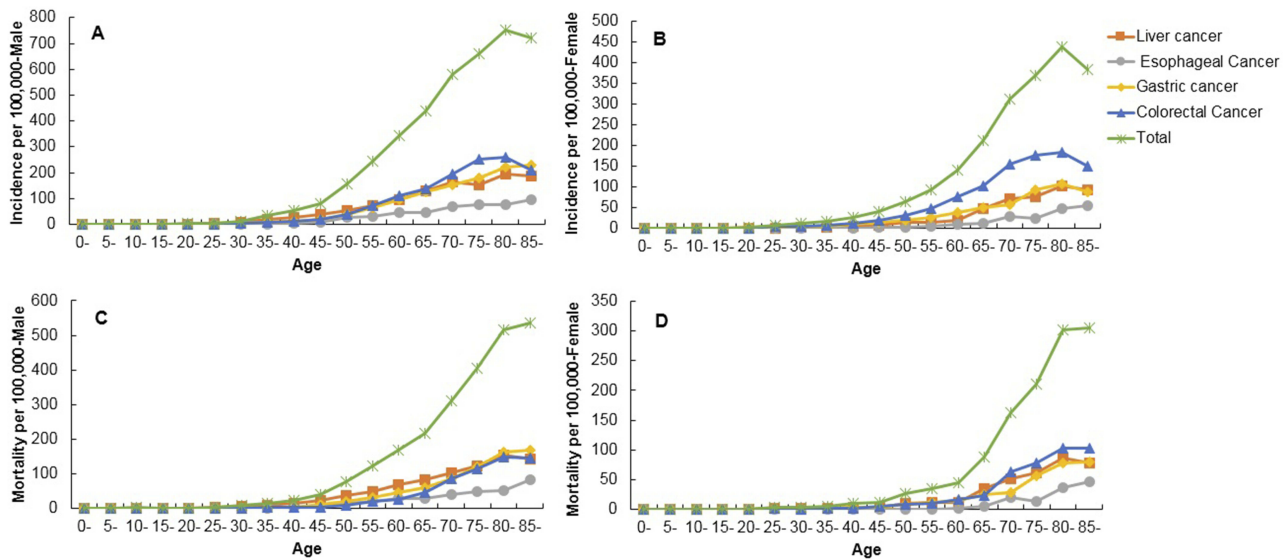 A
Incidence per 100,000-Male
800
700
600
500
400
300
200
100
0
0- 5- 10- 15- 20- 25- 30- 35- 40- 45- 50- 55- 60- 65- 70- 75- 80- 85-
Age
B
Incidence per 100,000-Female
500
450
400
350
300
250
200
150
100
50
0
0- 5- 10- 15- 20- 25- 30- 35- 40- 45- 50- 55- 60- 65- 70- 75- 80- 85-
Age
Liver cancer
Esophageal Cancer
Gastric cancer
Colorectal Cancer
Total
C
Mortality per 100,000-Male
600
500
400
300
200
100
0
0- 5- 10- 15- 20- 25- 30- 35- 40- 45- 50- 55- 60- 65- 70- 75- 80- 85-
Age
D
Mortality per 100,000-Female
350
300
250
200
150
100
50
0
0- 5- 10- 15- 20- 25- 30- 35- 40- 45- 50- 55- 60- 65- 70- 75- 80- 85-
Age